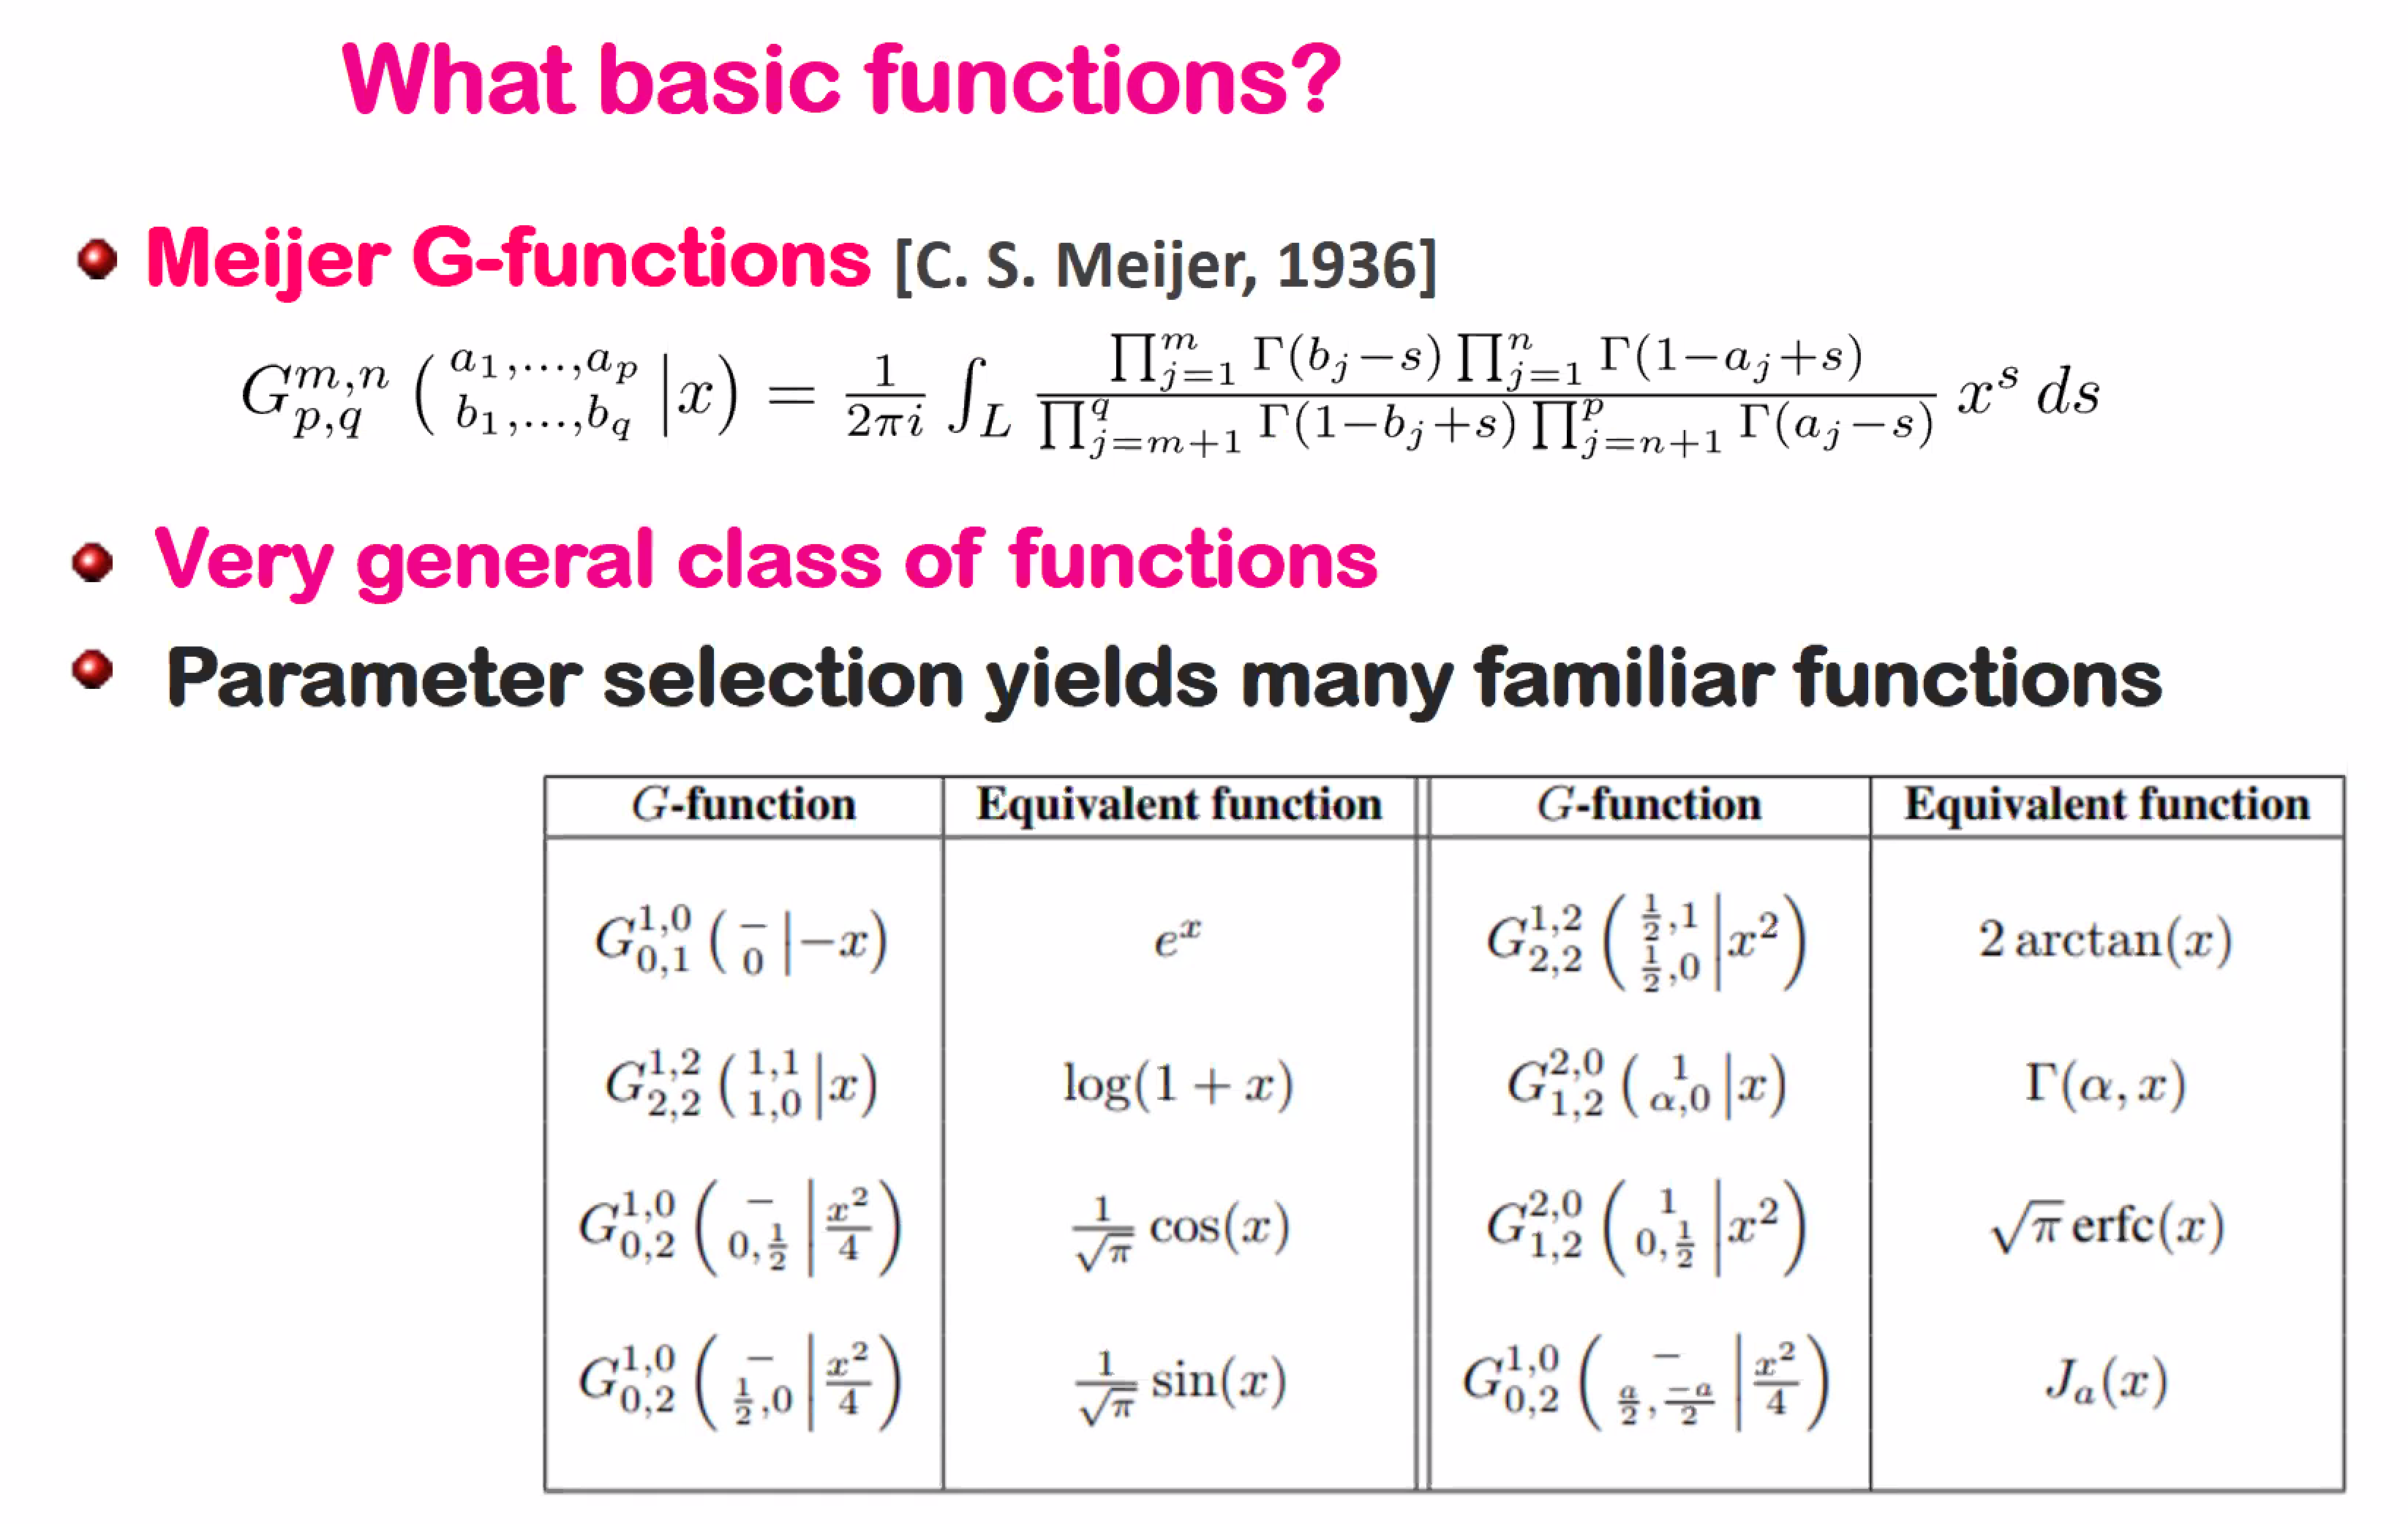 What basic functions?
Meijer G-functions [C. S. Meijer, 1936]
$G_{p,q}^{m,n}\left(\begin{smallmatrix}a_1,\ldots,a_p\\b_1,\ldots,b_q\end{smallmatrix}\middle|x\right)=\frac{1}{2\pi i}\int_L\frac{\prod_{j=1}^{m}\Gamma(b_j-s)\prod_{j=1}^{n}\Gamma(1-a_j+s)}{\prod_{j=m+1}^{q}\Gamma(1-b_j+s)\prod_{j=n+1}^{p}\Gamma(a_j-s)}x^s\,ds$
Very general class of functions
Parameter selection yields many familiar functions
G-function Equivalent function G-function Equivalent function
$G_{0,1}^{1,0}\left(\begin{smallmatrix}-\\0\end{smallmatrix}\middle|-x\right)$ $e^x$ $G_{2,2}^{1,2}\left(\begin{smallmatrix}\frac{1}{2},1\\\frac{1}{2},0\end{smallmatrix}\middle|x^2\right)$ $2\arctan(x)$
$G_{2,2}^{1,2}\left(\begin{smallmatrix}1,1\\1,0\end{smallmatrix}\middle|x\right)$ $\log(1+x)$ $G_{1,2}^{2,0}\left(\begin{smallmatrix}1\\\alpha,0\end{smallmatrix}\middle|x\right)$ $\Gamma(\alpha,x)$
$G_{0,2}^{1,0}\left(\begin{smallmatrix}-\\0,\frac{1}{2}\end{smallmatrix}\middle|\frac{x^2}{4}\right)$ $\frac{1}{\sqrt{\pi}}\cos(x)$ $G_{1,2}^{2,0}\left(\begin{smallmatrix}1\\0,\frac{1}{2}\end{smallmatrix}\middle|x^2\right)$ $\sqrt{\pi}\,\mathrm{erfc}(x)$
$G_{0,2}^{1,0}\left(\begin{smallmatrix}-\\\frac{1}{2},0\end{smallmatrix}\middle|\frac{x^2}{4}\right)$ $\frac{1}{\sqrt{\pi}}\sin(x)$ $G_{0,2}^{1,0}\left(\begin{smallmatrix}-\\\frac{a}{2},\frac{-a}{2}\end{smallmatrix}\middle|\frac{x^2}{4}\right)$ $J_a(x)$